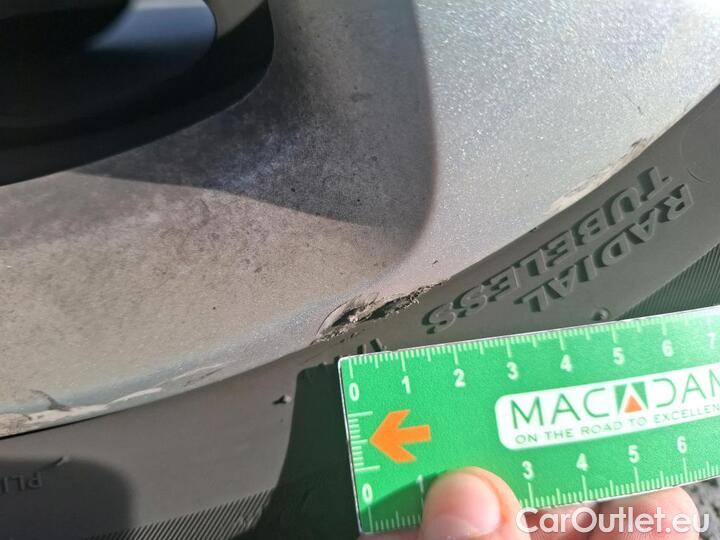 RADIAL
TUBELESS
0 1 2 3 4 5 6 7
MACADAM
ON THE ROAD TO EXCELLEN
0 1 3 4 5 6
PLI
CarOutlet.eu